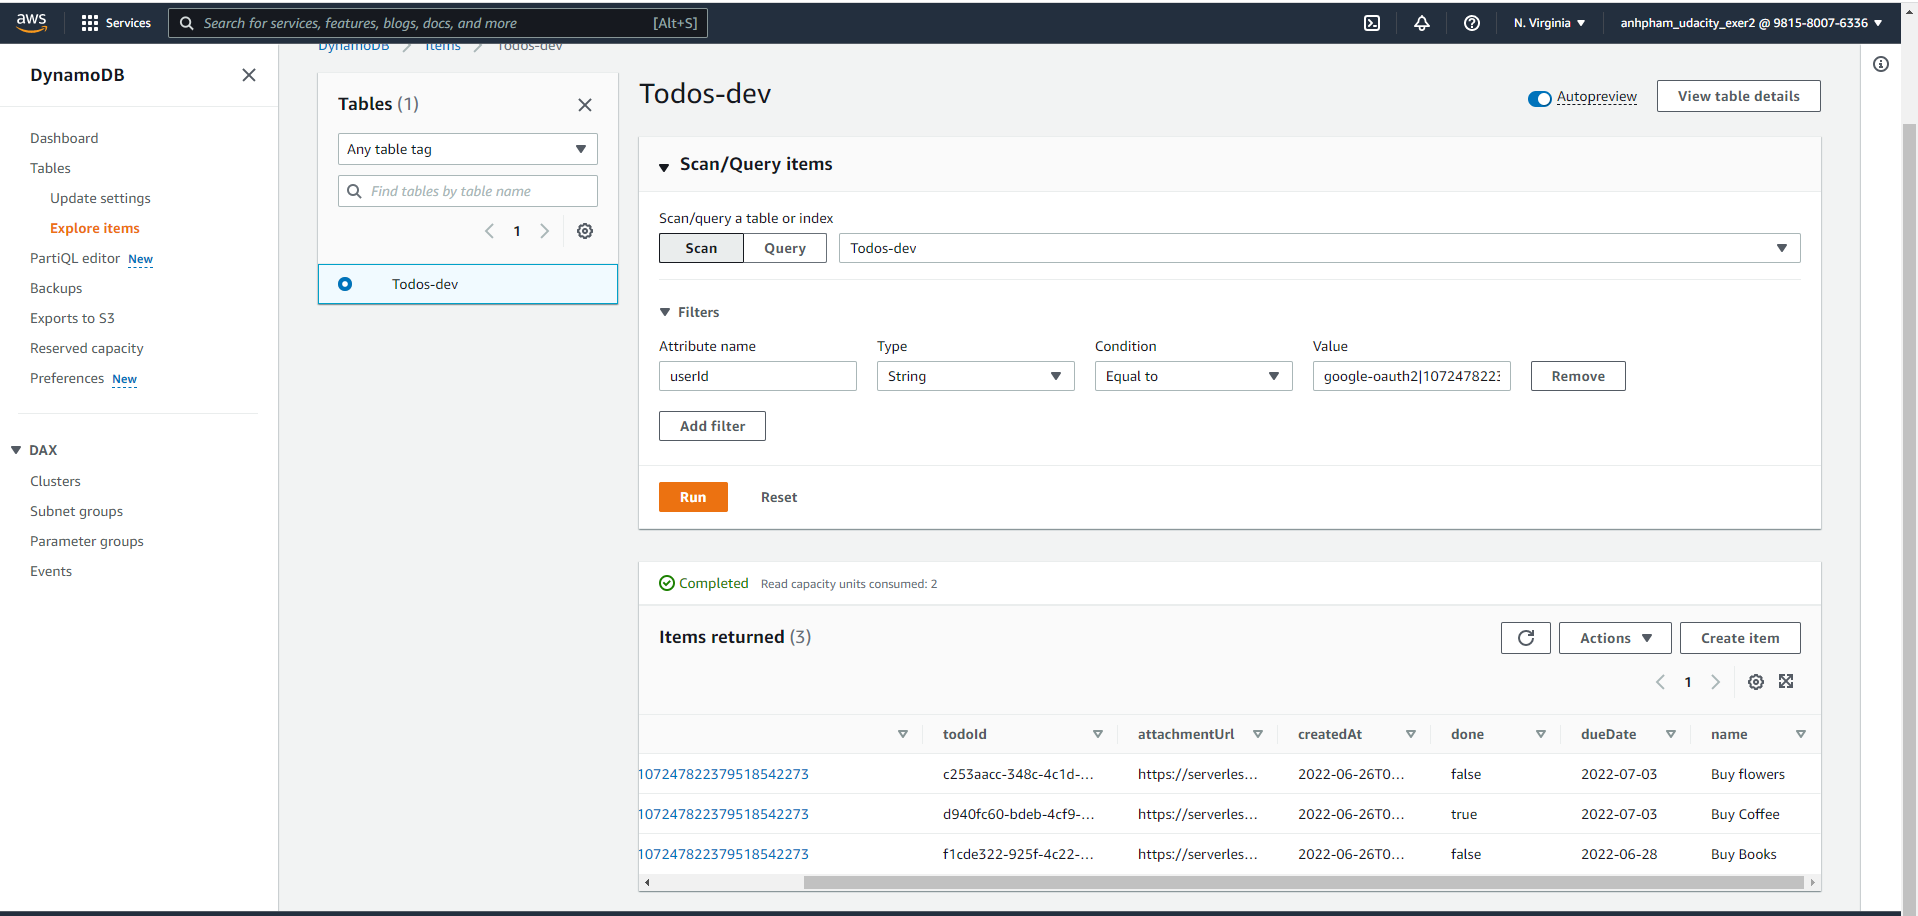 aws Services Search for services, features, blogs, docs, and more [Alt+S] N. Virginia anhpham_udacity_exer2 @ 9815-8007-6336
DynamoDB
Dashboard
Tables
Update settings
Explore items
PartiQL editor New
Backups
Exports to S3
Reserved capacity
Preferences New
DAX
Clusters
Subnet groups
Parameter groups
Events
DynamoDB Items Todos-dev
Tables (1)
Any table tag
Find tables by table name
1
Todos-dev
Todos-dev
Autopreview View table details
Scan/Query items
Scan/query a table or index
Scan Query Todos-dev
Filters
Attribute name Type Condition Value
userId String Equal to google-oauth2|1072478223 Remove
Add filter
Run Reset
Completed Read capacity units consumed: 2
Items returned (3)
Actions Create item
1
todoId attachmentUrl createdAt done dueDate name
107247822379518542273 c253aacc-348c-4c1d-... https://serverles... 2022-06-26T0... false 2022-07-03 Buy flowers
107247822379518542273 d940fc60-bdeb-4cf9-... https://serverles... 2022-06-26T0... true 2022-07-03 Buy Coffee
107247822379518542273 f1cde322-925f-4c22-... https://serverles... 2022-06-26T0... false 2022-06-28 Buy Books